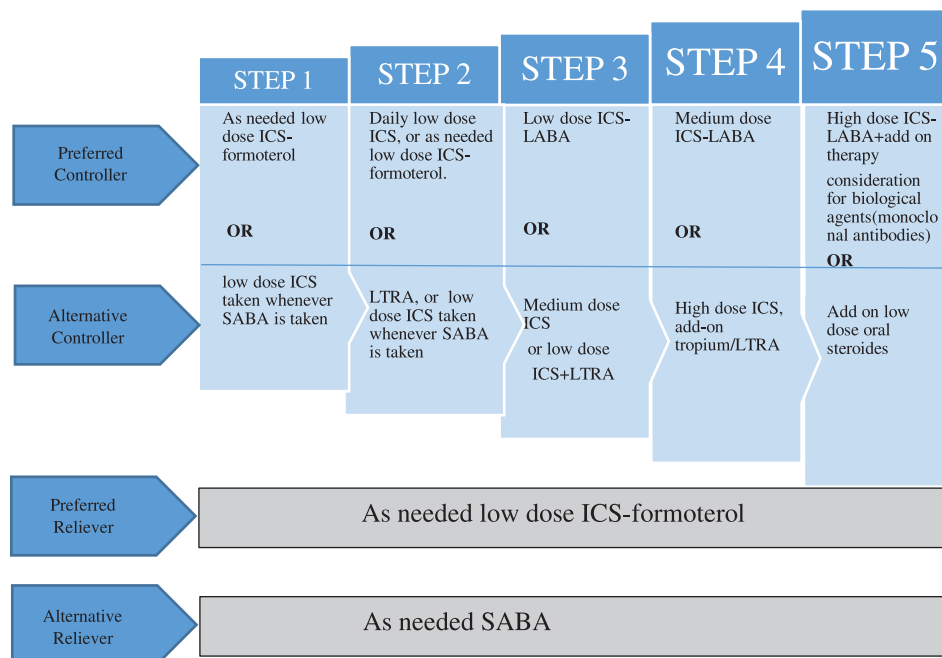 STEP 1
STEP 2
STEP 3
STEP 4
STEP 5
Preferred
Controller
As needed low
dose ICS-
formoterol
OR
Daily low dose
ICS, or as needed
low dose ICS-
formoterol.
OR
Low dose ICS-
LABA
OR
Medium dose
ICS-LABA
OR
High dose ICS-
LABA+add on
therapy
consideration
for biological
agents(monoclo
nal antibodies)
OR
Alternative
Controller
low dose ICS
taken whenever
SABA is taken
LTRA, or low
dose ICS taken
whenever SABA
is taken
Medium dose
ICS
or low dose
ICS+LTRA
High dose ICS,
add-on
tropium/LTRA
Add on low
dose oral
steroides
Preferred
Reliever
As needed low dose ICS-formoterol
Alternative
Reliever
As needed SABA